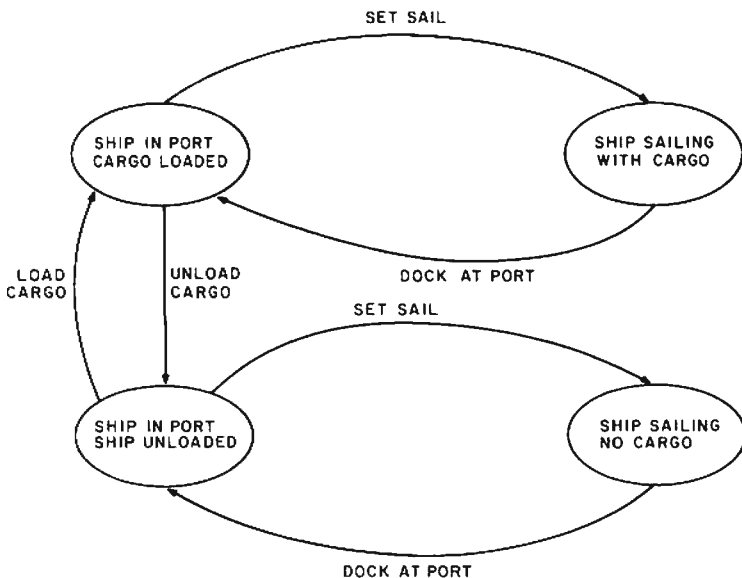 SET SAIL
SHIP IN PORT
CARGO LOADED
SHIP SAILING
WITH CARGO
LOAD
CARGO
UNLOAD
CARGO
DOCK AT PORT
SET SAIL
SHIP IN PORT
SHIP UNLOADED
SHIP SAILING
NO CARGO
DOCK AT PORT